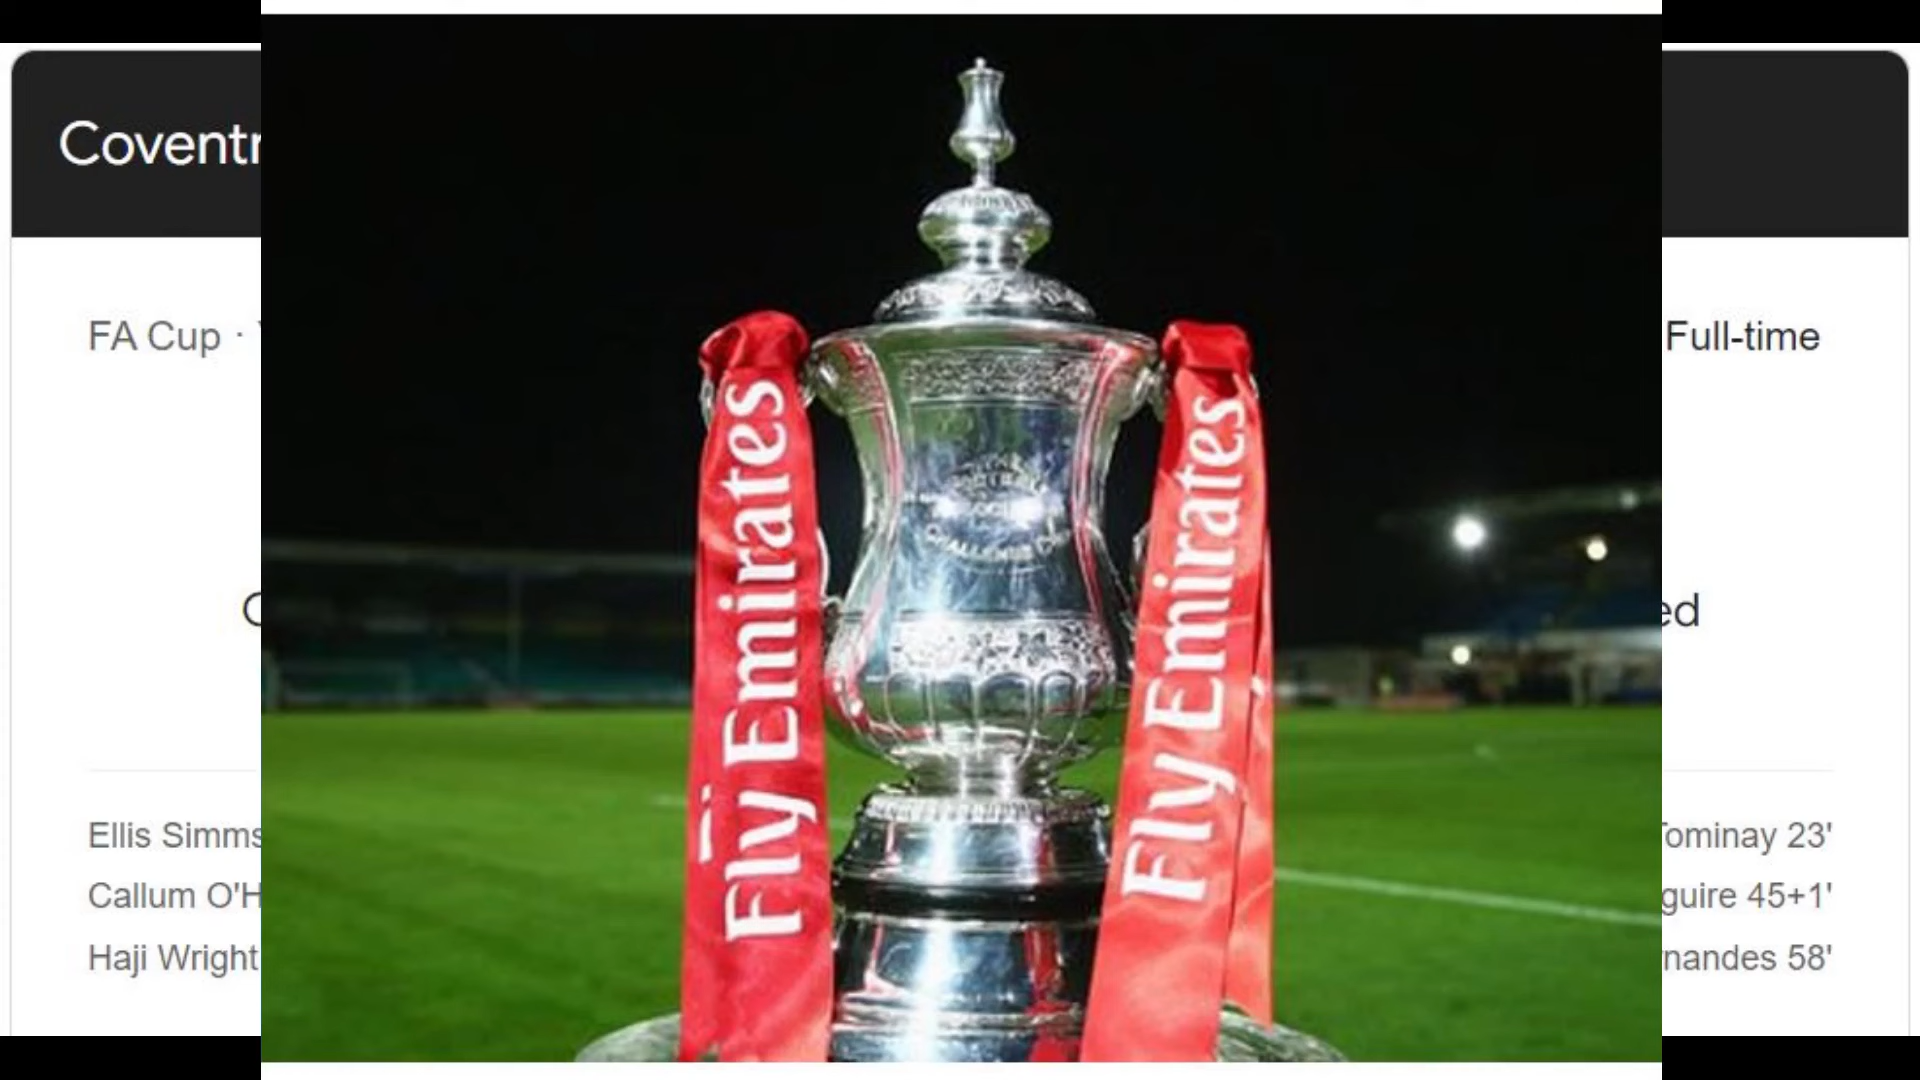 Coventr
FA Cup ·
Full-time
ed
Ellis Simms
Tominay 23'
Callum O'H
guire 45+1'
Haji Wright
rnandes 58'
Fly Emirates
Fly Emirates